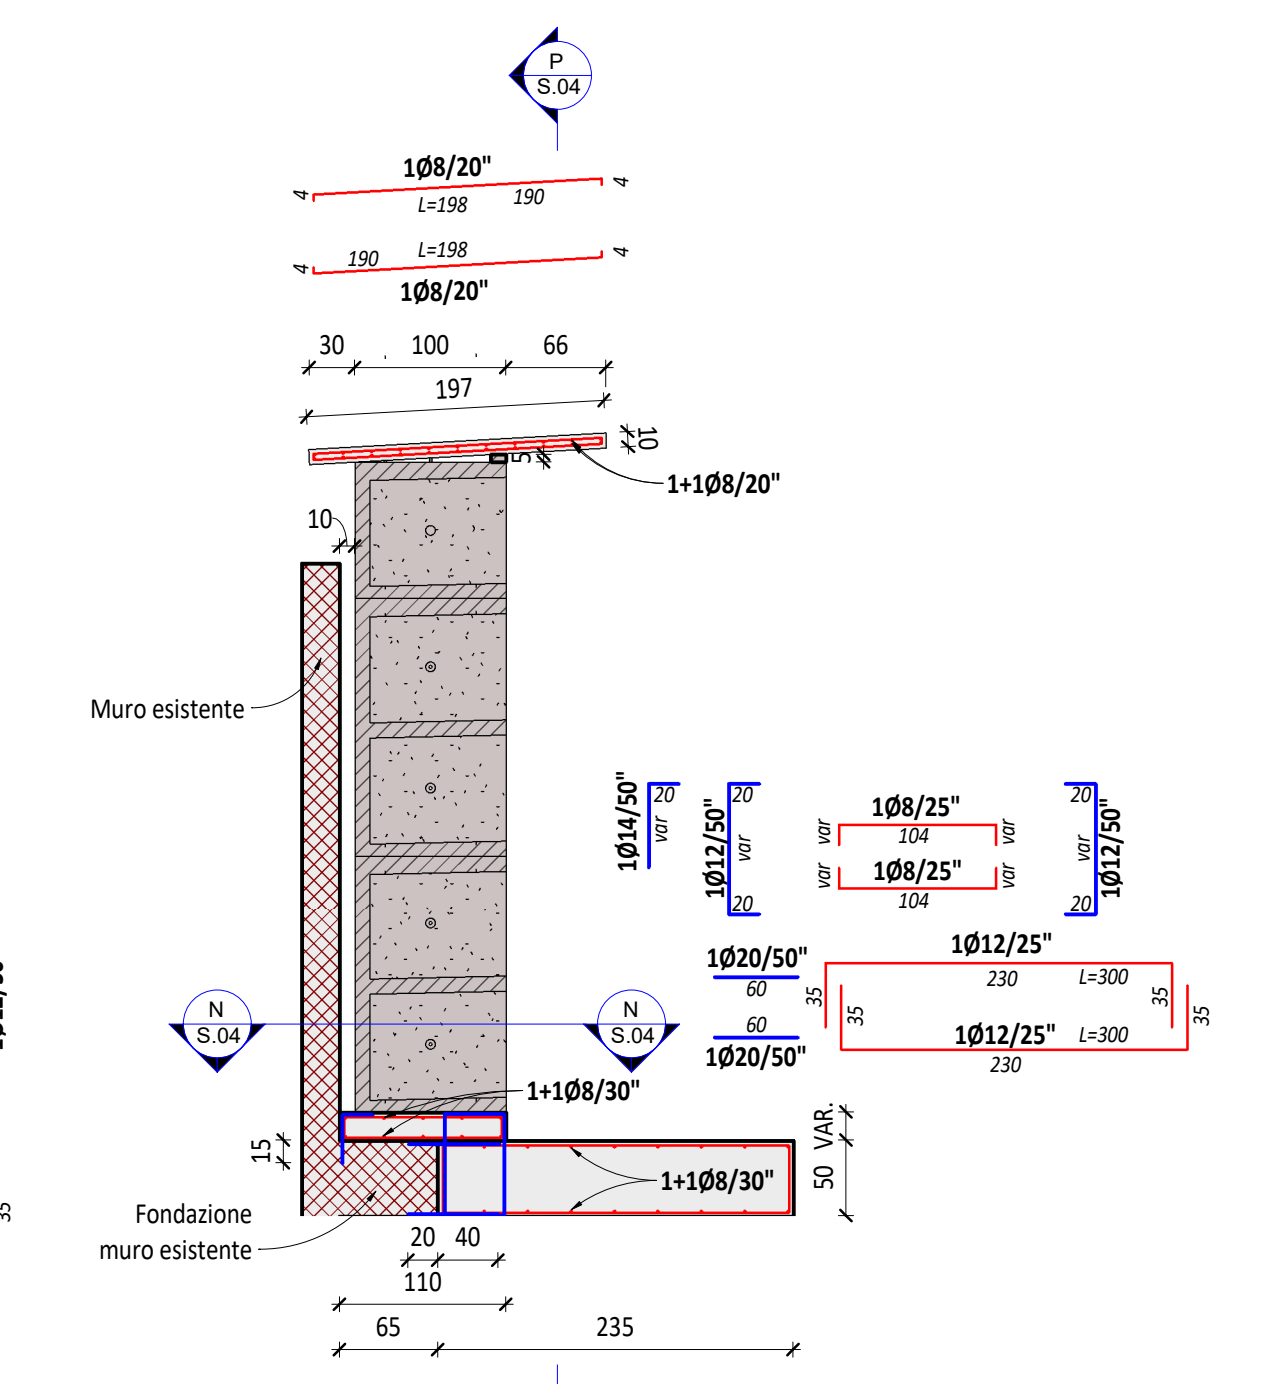 P
S.04
1Ø8/20"
4
L=198
190
4
4
190
L=198
4
1Ø8/20"
30
100
66
197
10
5
1+1Ø8/20"
10
Muro esistente
1Ø14/50"
20
var
1Ø12/50"
20
var
20
1Ø8/25"
var
104
var
1Ø8/25"
var
104
var
20
var
20
1Ø12/50"
1Ø20/50"
60
60
1Ø20/50"
1Ø12/25"
230
L=300
35
35
35
35
1Ø12/25"
L=300
230
N
S.04
N
S.04
1+1Ø8/30"
VAR.
15
50
1+1Ø8/30"
Fondazione
muro esistente
35
20
40
110
65
235